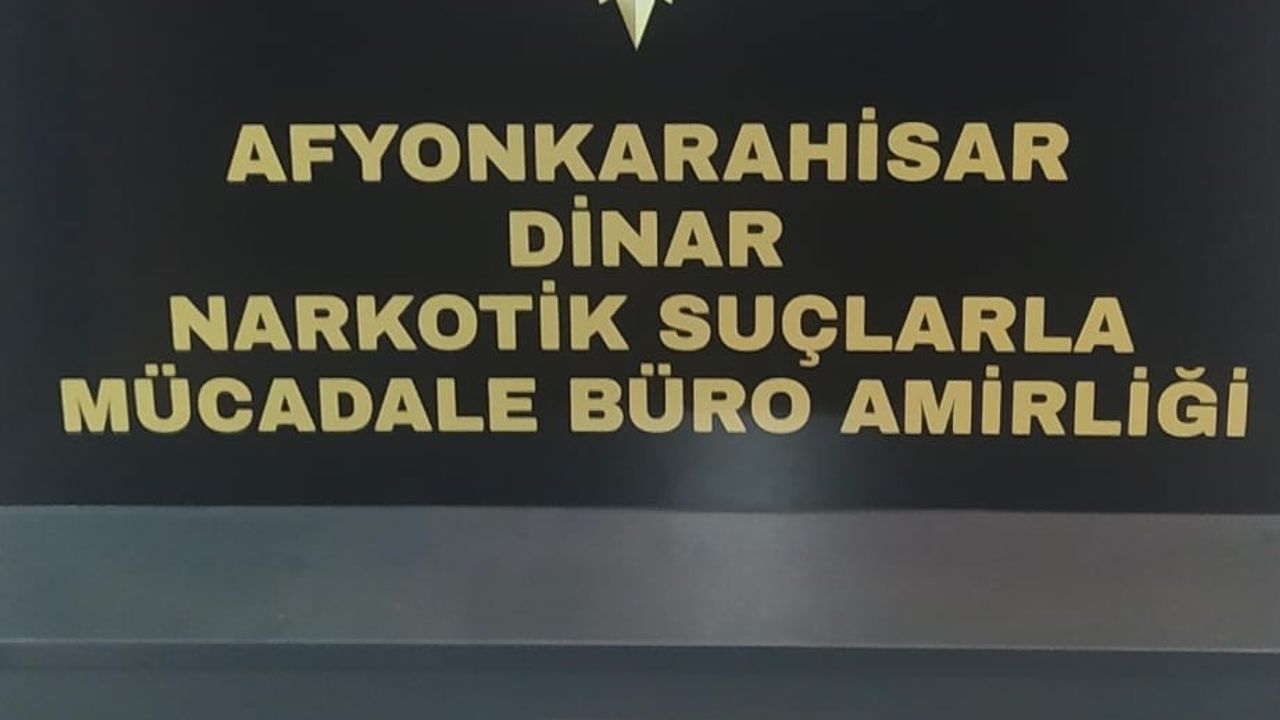 AFYONKARAHİSAR
DİNAR
NARKOTİK SUÇLARLA
MÜCADALE BÜRO AMİRLİĞİ